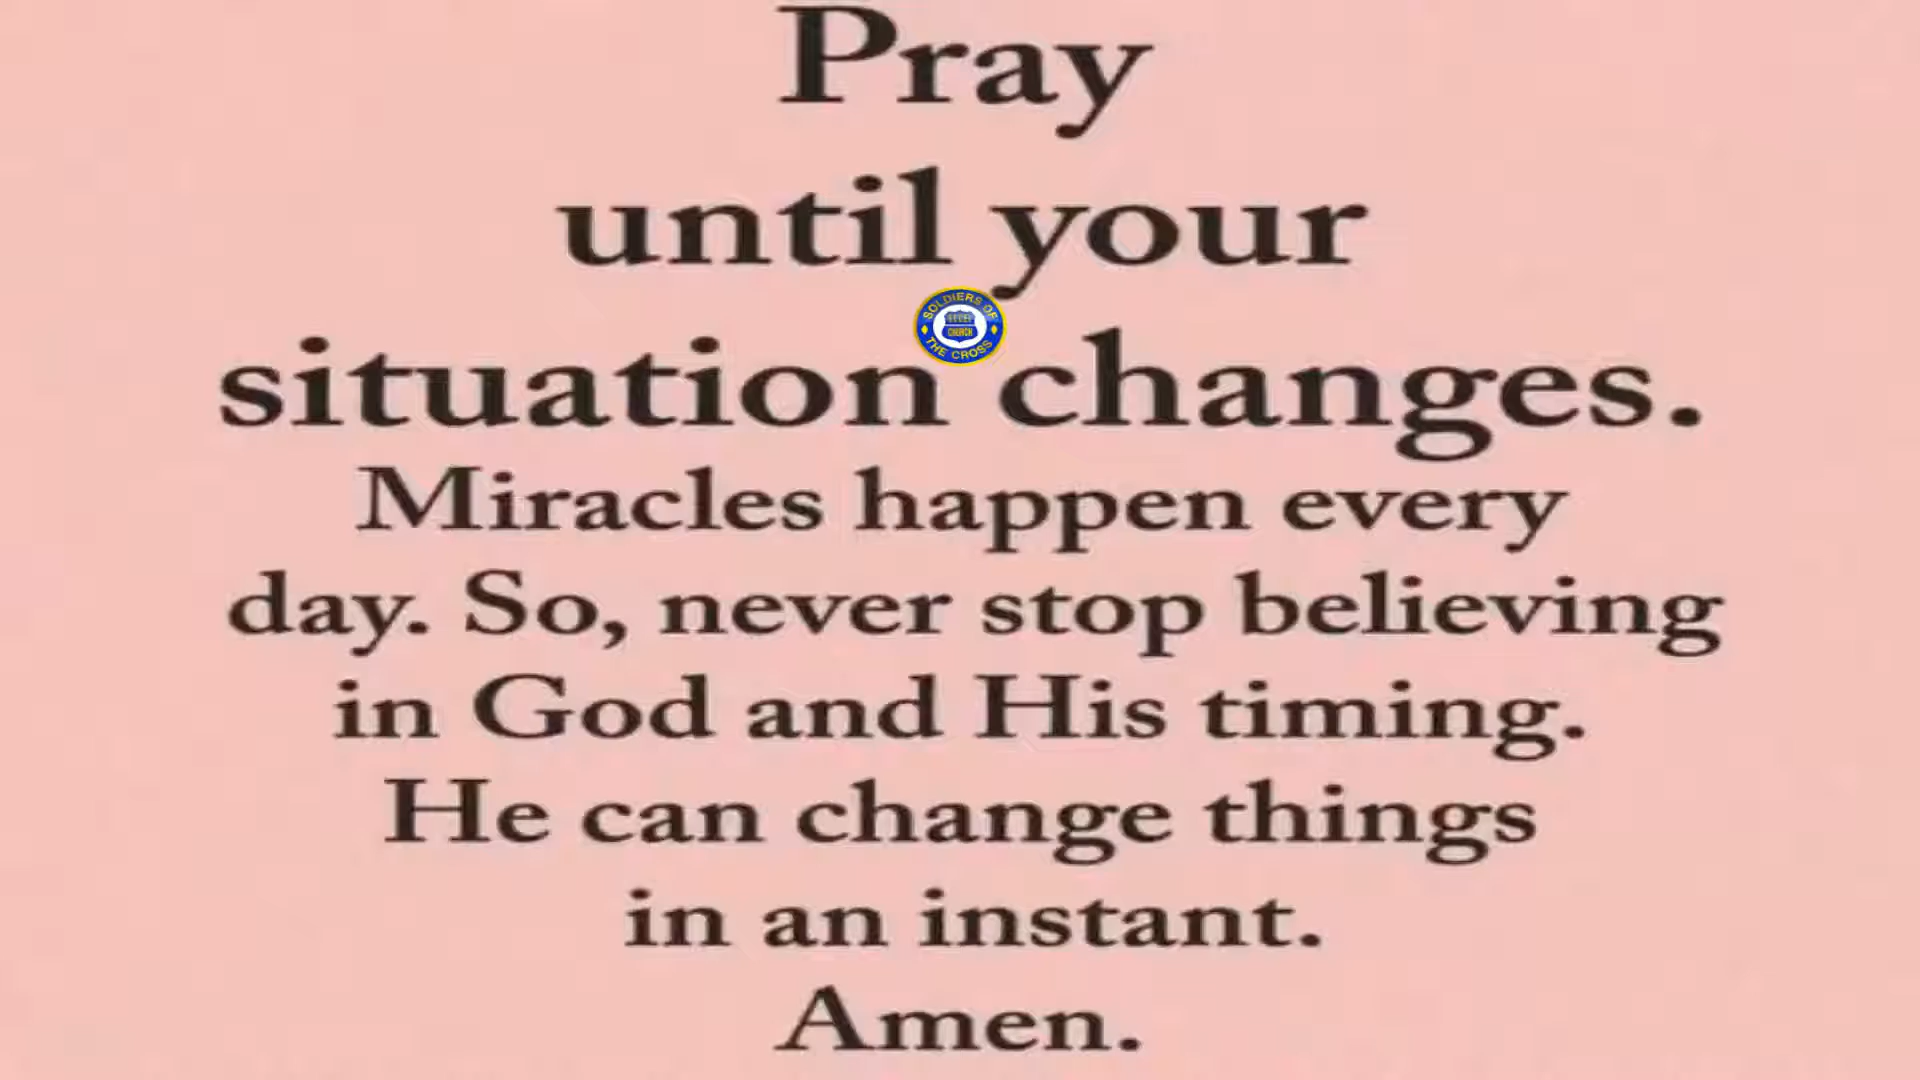 Pray
until your
SOLDIERS OF
CHURCH
THE CROSS
situation changes.
Miracles happen every
day. So, never stop believing
in God and His timing.
He can change things
in an instant.
Amen.